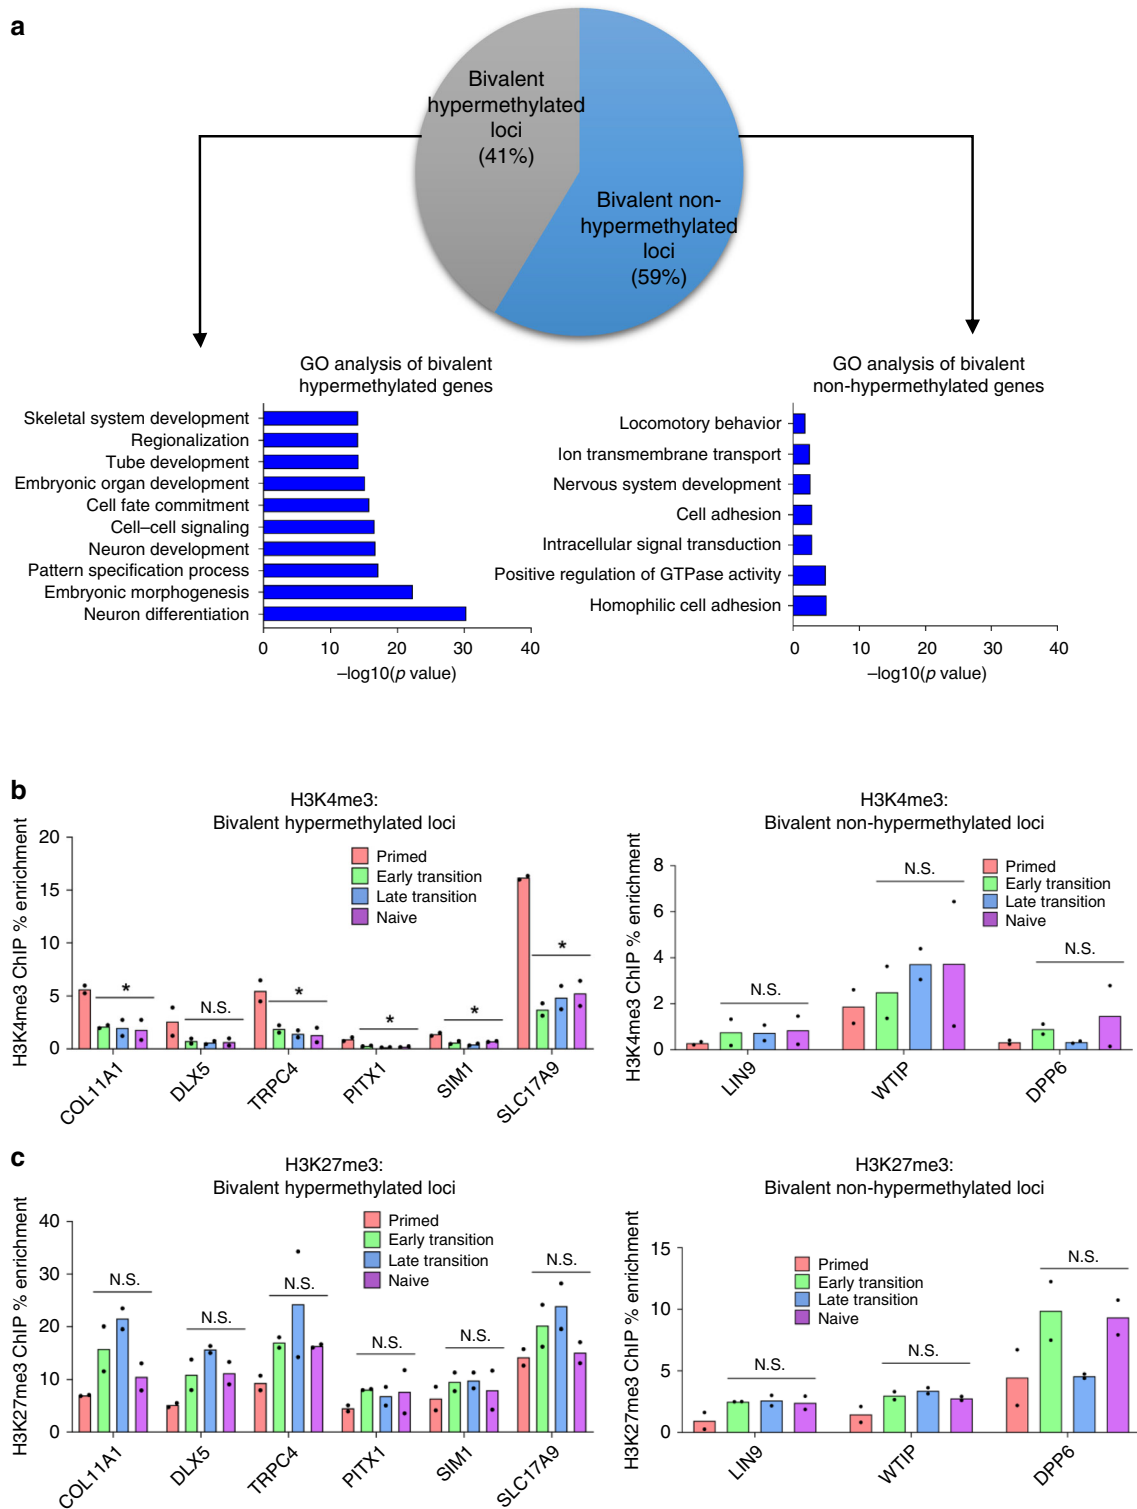 a
Bivalent
hypermethylated
loci
(41%)
Bivalent non-
hypermethylated
loci
(59%)
GO analysis of bivalent
hypermethylated genes
Skeletal system development
Regionalization
Tube development
Embryonic organ development
Cell fate commitment
Cell–cell signaling
Neuron development
Pattern specification process
Embryonic morphogenesis
Neuron differentiation
0 10 20 30 40
–log10(p value)
GO analysis of bivalent
non-hypermethylated genes
Locomotory behavior
Ion transmembrane transport
Nervous system development
Cell adhesion
Intracellular signal transduction
Positive regulation of GTPase activity
Homophilic cell adhesion
0 10 20 30 40
–log10(p value)
b
H3K4me3:
Bivalent hypermethylated loci
H3K4me3 ChIP % enrichment
20
15
10
5
0
Primed
Early transition
Late transition
Naive
* N.S. * * * *
COL11A1 DLX5 TRPC4 PITX1 SIM1 SLC17A9
H3K4me3:
Bivalent non-hypermethylated loci
H3K4me3 ChIP % enrichment
8
6
4
2
0
Primed
Early transition
Late transition
Naive
N.S. N.S. N.S.
LIN9 WTIP DPP6
c
H3K27me3:
Bivalent hypermethylated loci
H3K27me3 ChIP % enrichment
40
30
20
10
0
Primed
Early transition
Late transition
Naive
N.S. N.S. N.S. N.S. N.S. N.S.
COL11A1 DLX5 TRPC4 PITX1 SIM1 SLC17A9
H3K27me3:
Bivalent non-hypermethylated loci
H3K27me3 ChIP % enrichment
15
10
5
0
Primed
Early transition
Late transition
Naive
N.S. N.S. N.S.
LIN9 WTIP DPP6